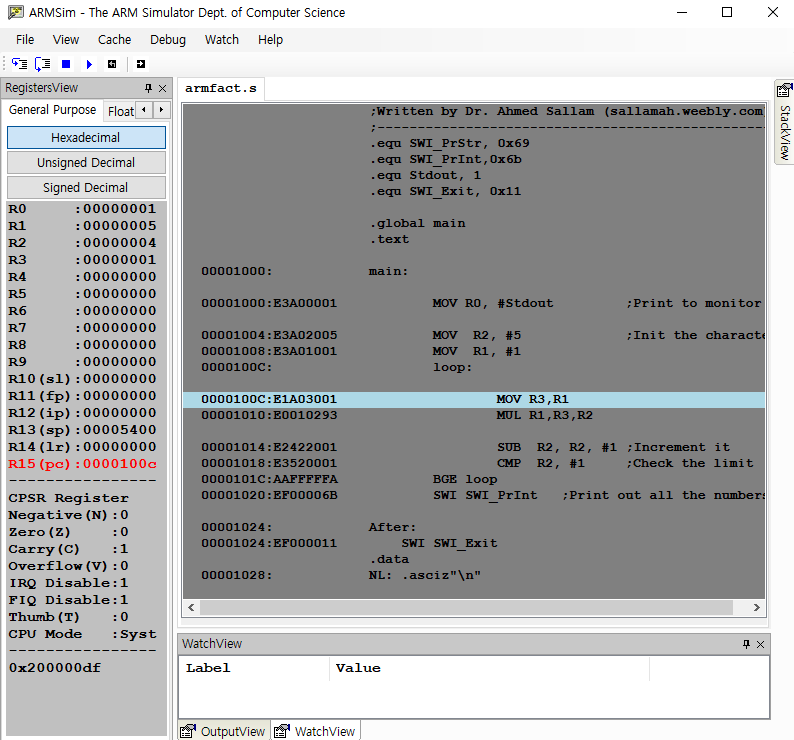 ARMSim - The ARM Simulator Dept. of Computer Science
File View Cache Debug Watch Help
RegistersView
General Purpose Float
Hexadecimal
Unsigned Decimal
Signed Decimal
R0 :00000001
R1 :00000005
R2 :00000004
R3 :00000001
R4 :00000000
R5 :00000000
R6 :00000000
R7 :00000000
R8 :00000000
R9 :00000000
R10(sl):00000000
R11(fp):00000000
R12(ip):00000000
R13(sp):00005400
R14(lr):00000000
R15(pc):0000100c
----------------
CPSR Register
Negative(N):0
Zero(Z) :0
Carry(C) :1
Overflow(V):0
IRQ Disable:1
FIQ Disable:1
Thumb(T) :0
CPU Mode :Syst
----------------
0x200000df
armfact.s
;Written by Dr. Ahmed Sallam (sallamah.weebly.com
;------------------------------------------------
.equ SWI_PrStr, 0x69
.equ SWI_PrInt,0x6b
.equ Stdout, 1
.equ SWI_Exit, 0x11
.global main
.text
00001000: main:
00001000:E3A00001 MOV R0, #Stdout ;Print to monitor
00001004:E3A02005 MOV R2, #5 ;Init the characte
00001008:E3A01001 MOV R1, #1
0000100C: loop:
0000100C:E1A03001 MOV R3,R1
00001010:E0010293 MUL R1,R3,R2
00001014:E2422001 SUB R2, R2, #1 ;Increment it
00001018:E3520001 CMP R2, #1 ;Check the limit
0000101C:AAFFFFFA BGE loop
00001020:EF00006B SWI SWI_PrInt ;Print out all the numbers
00001024: After:
00001024:EF000011 SWI SWI_Exit
.data
00001028: NL: .asciz"\n"
StackView
WatchView
Label Value
OutputView WatchView